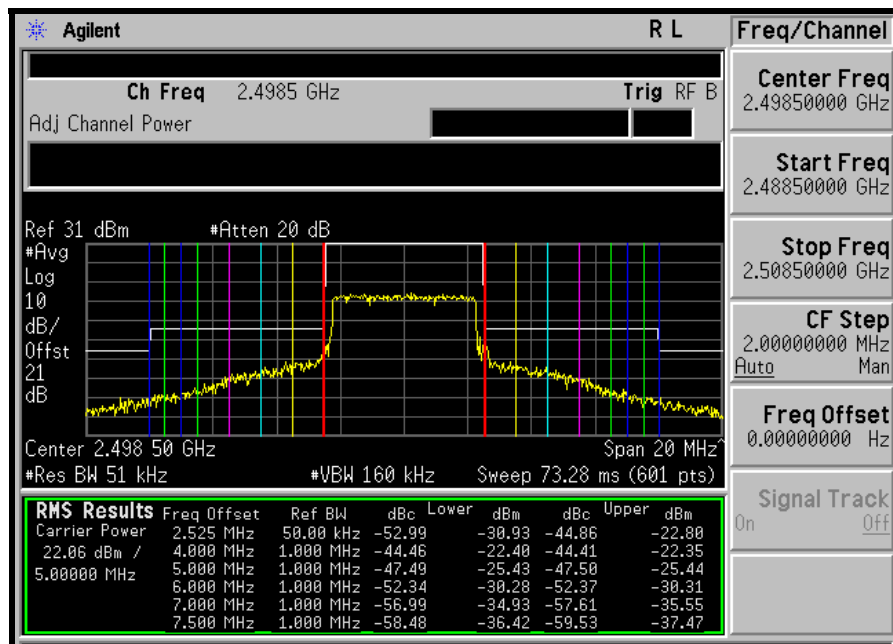 Agilent R L
Freq/Channel
Ch Freq 2.4985 GHz Trig RF B
Adj Channel Power
Center Freq
2.49850000 GHz
Start Freq
2.48850000 GHz
Stop Freq
2.50850000 GHz
CF Step
2.00000000 MHz
Auto Man
Freq Offset
0.00000000 Hz
Signal Track
On Off
Ref 31 dBm #Atten 20 dB
#Avg
Log
10
dB/
Offst
21
dB
Center 2.498 50 GHz Span 20 MHz^
#Res BW 51 kHz #VBW 160 kHz Sweep 73.28 ms (601 pts)
RMS Results Freq Offset Ref BW dBc Lower dBm dBc Upper dBm
Carrier Power 2.525 MHz 50.00 kHz -52.99 -30.93 -44.86 -22.80
22.06 dBm / 4.000 MHz 1.000 MHz -44.46 -22.40 -44.41 -22.35
5.00000 MHz 5.000 MHz 1.000 MHz -47.49 -25.43 -47.50 -25.44
6.000 MHz 1.000 MHz -52.34 -30.28 -52.37 -30.31
7.000 MHz 1.000 MHz -56.99 -34.93 -57.61 -35.55
7.500 MHz 1.000 MHz -58.48 -36.42 -59.53 -37.47